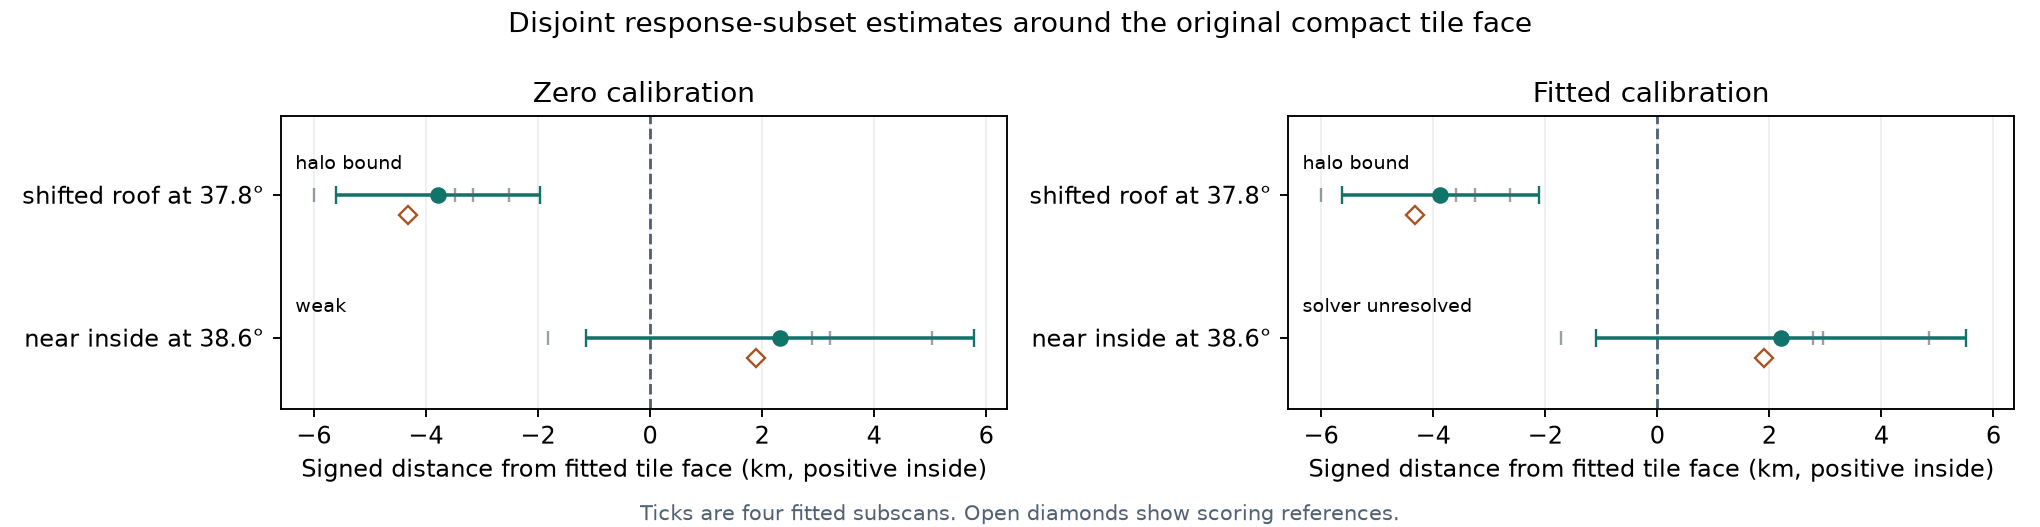 Disjoint response-subset estimates around the original compact tile face
Zero calibration
halo bound
shifted roof at 37.8°
weak
near inside at 38.6°
−6 −4 −2 0 2 4 6
Signed distance from fitted tile face (km, positive inside)
Fitted calibration
halo bound
shifted roof at 37.8°
solver unresolved
near inside at 38.6°
−6 −4 −2 0 2 4 6
Signed distance from fitted tile face (km, positive inside)
Ticks are four fitted subscans. Open diamonds show scoring references.